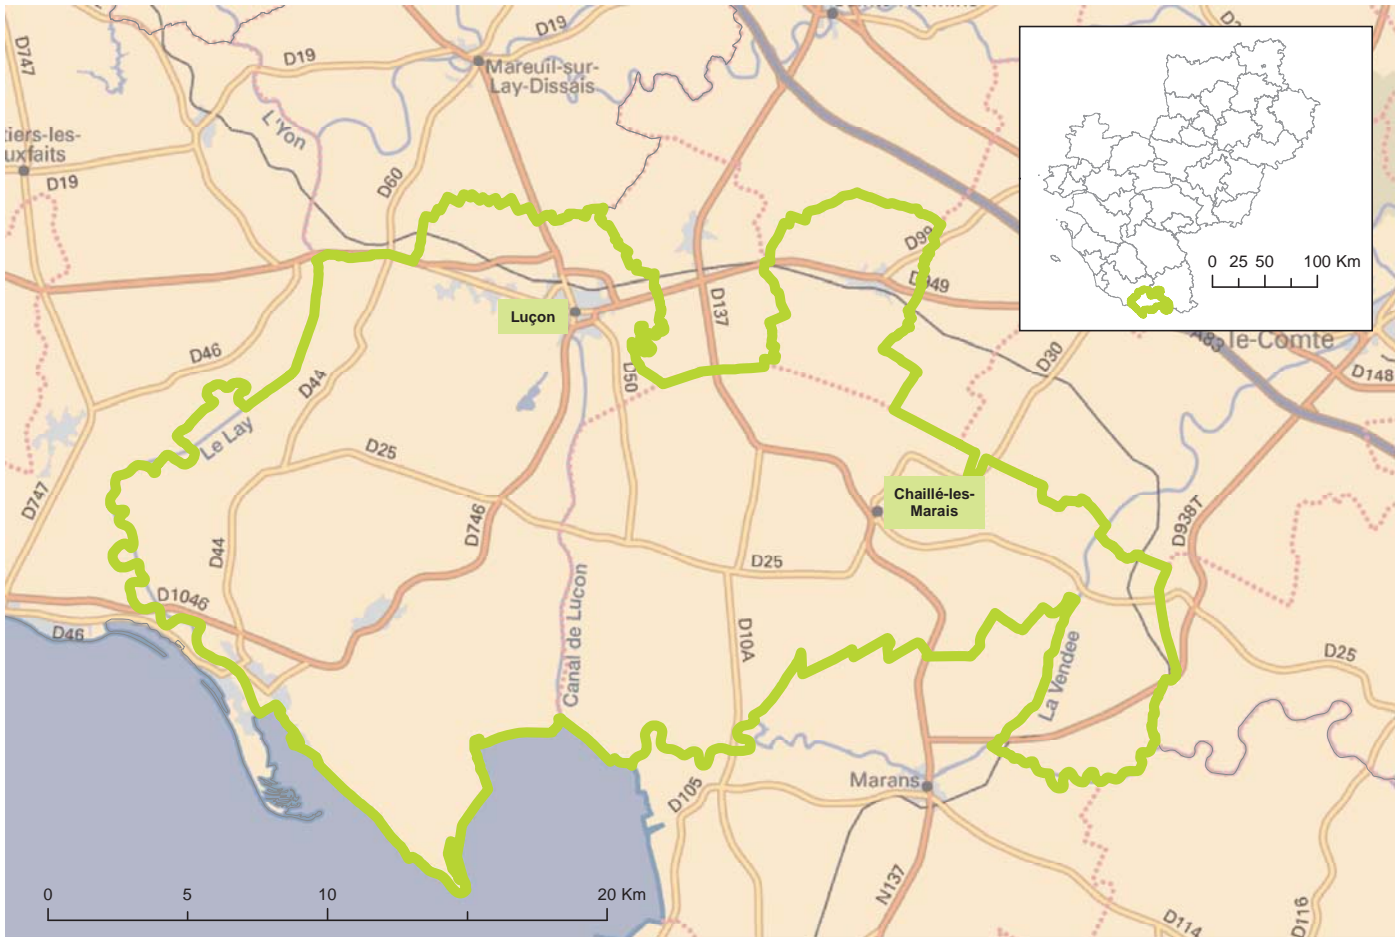 D19
D19
D747
Mareuil-sur-
Lay-Dissais
L'Yon
tiers-les-
uxfaits
D19
D60
D99
D949
D137
Luçon
0 25 50 100 Km
A83
le-Comte
D148
D30
D46
D44
D50
Le Lay
D25
D747
Chaillé-les-
Marais
D746
D938T
D44
D25
D1046
D46
Canal de Luçon
D10A
La Vendee
D25
Marans
D105
N137
D114
D116
0 5 10 20 Km